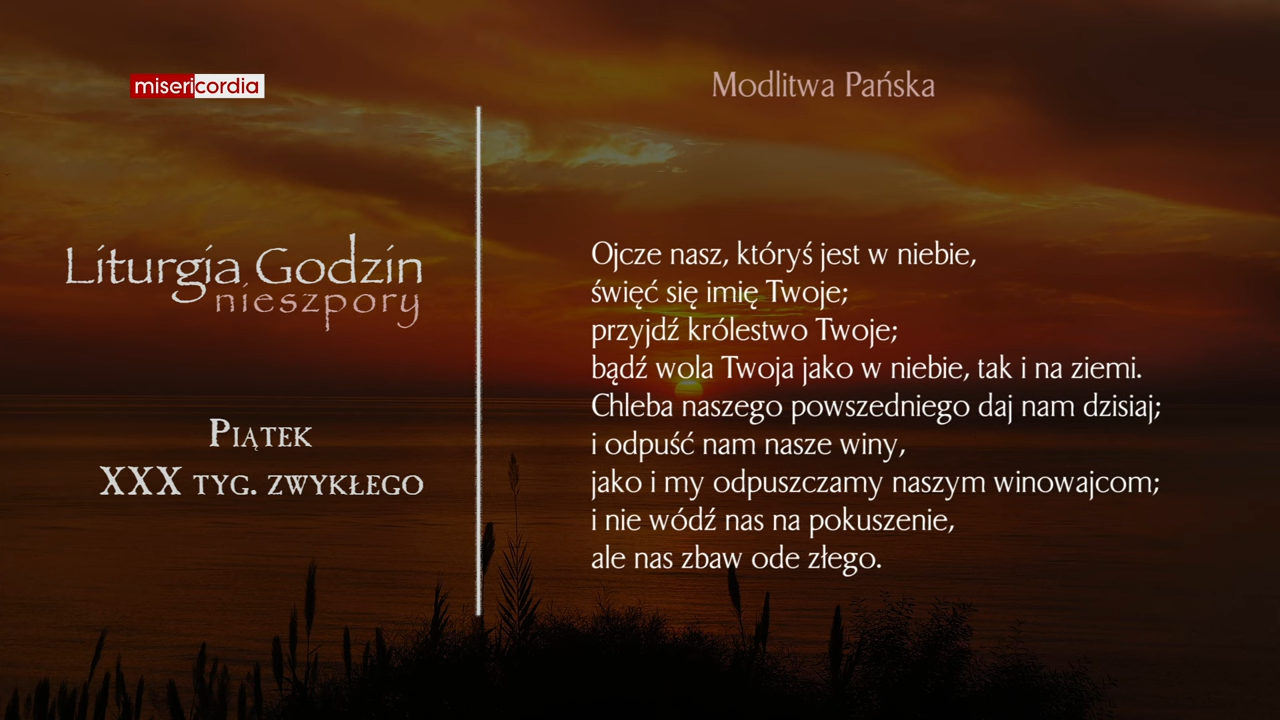 misericordia
Liturgia Godzin
nieszpory
Piątek
XXX tyg. zwykłego
Modlitwa Pańska
Ojcze nasz, któryś jest w niebie,
święć się imię Twoje;
przyjdź królestwo Twoje;
bądź wola Twoja jako w niebie, tak i na ziemi.
Chleba naszego powszedniego daj nam dzisiaj;
i odpuść nam nasze winy,
jako i my odpuszczamy naszym winowajcom;
i nie wódź nas na pokuszenie,
ale nas zbaw ode złego.